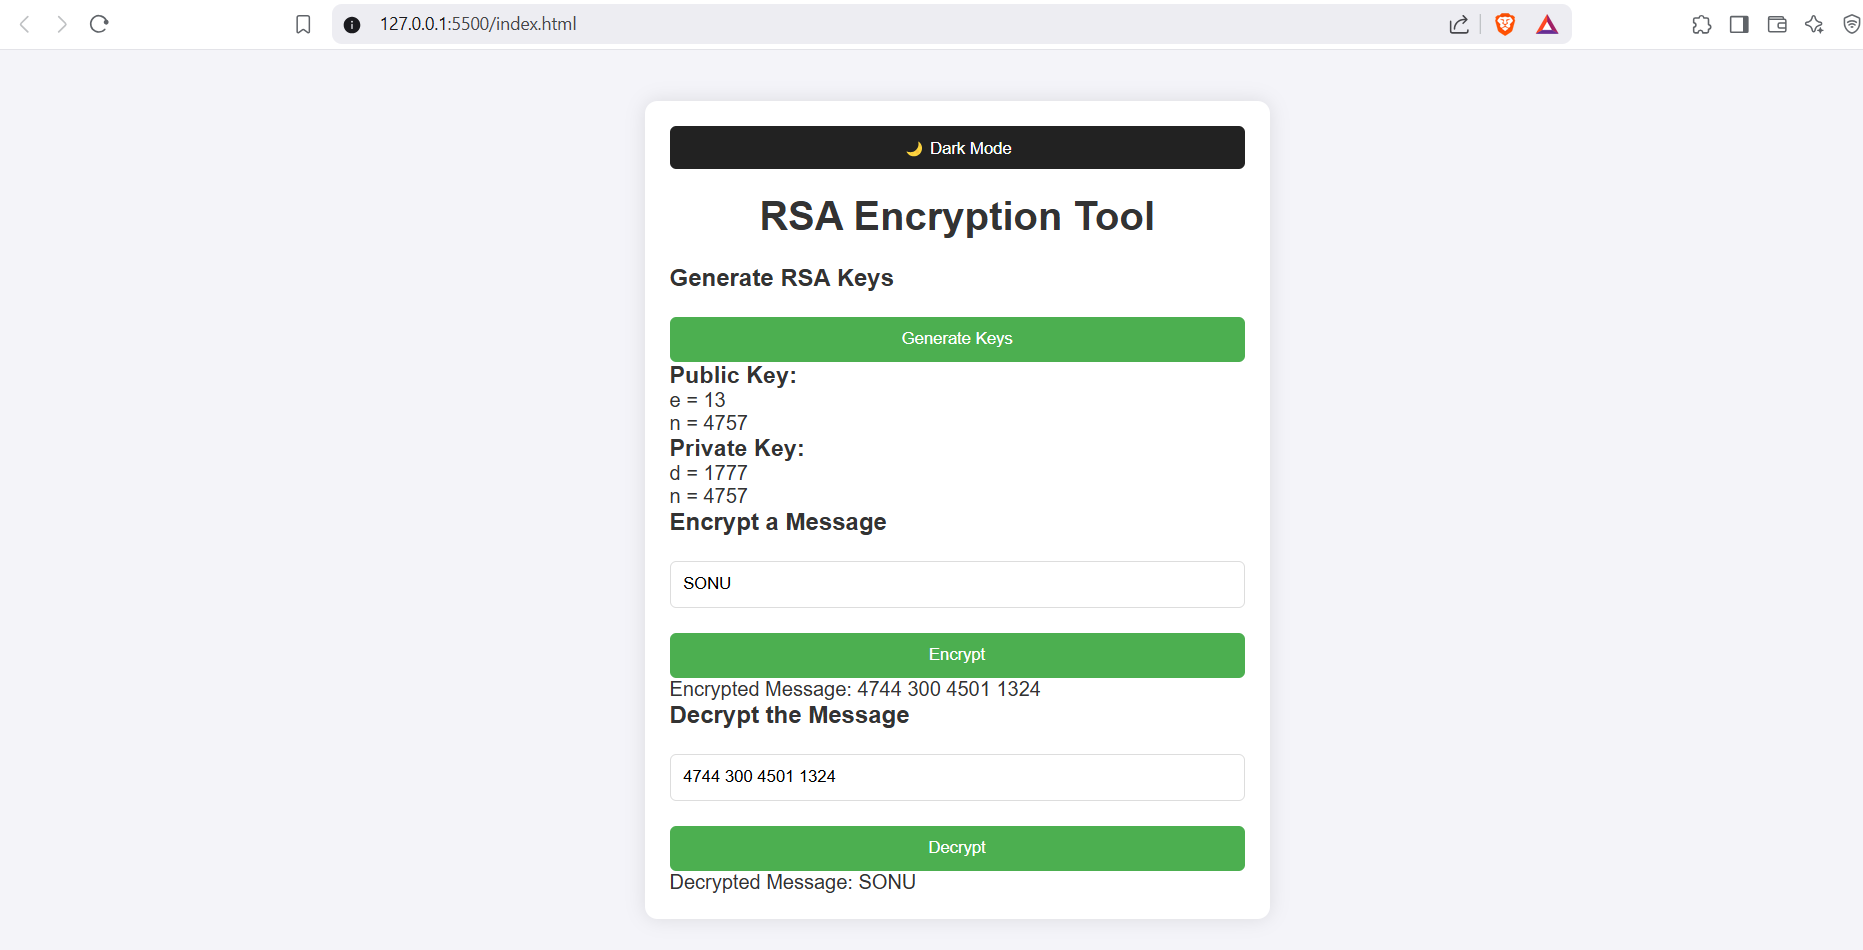 127.0.0.1:5500/index.html
🌙 Dark Mode
RSA Encryption Tool
Generate RSA Keys
Generate Keys
Public Key:
e = 13
n = 4757
Private Key:
d = 1777
n = 4757
Encrypt a Message
SONU
Encrypt
Encrypted Message: 4744 300 4501 1324
Decrypt the Message
4744 300 4501 1324
Decrypt
Decrypted Message: SONU